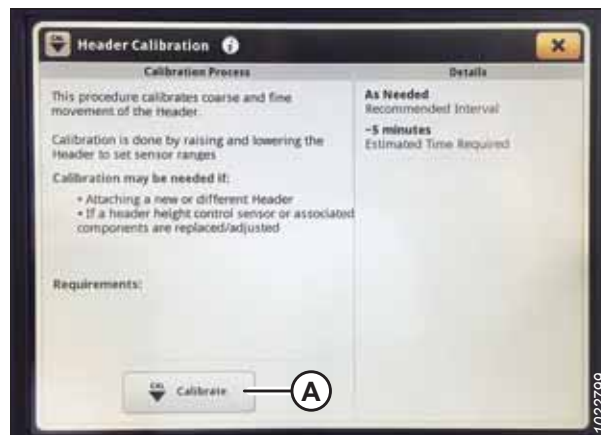 CAL
Header Calibration i
Calibration Process
Details
This procedure calibrates coarse and fine
movement of the Header
Calibration is done by raising and lowering the
Header to set sensor ranges
Calibration may be needed if:
• Attaching a new or different Header
• If a header height control sensor or associated
components are replaced/adjusted
Requirements:
As Needed
Recommended Interval
~5 minutes
Estimated Time Required
CAL
Calibrate
A
1022799